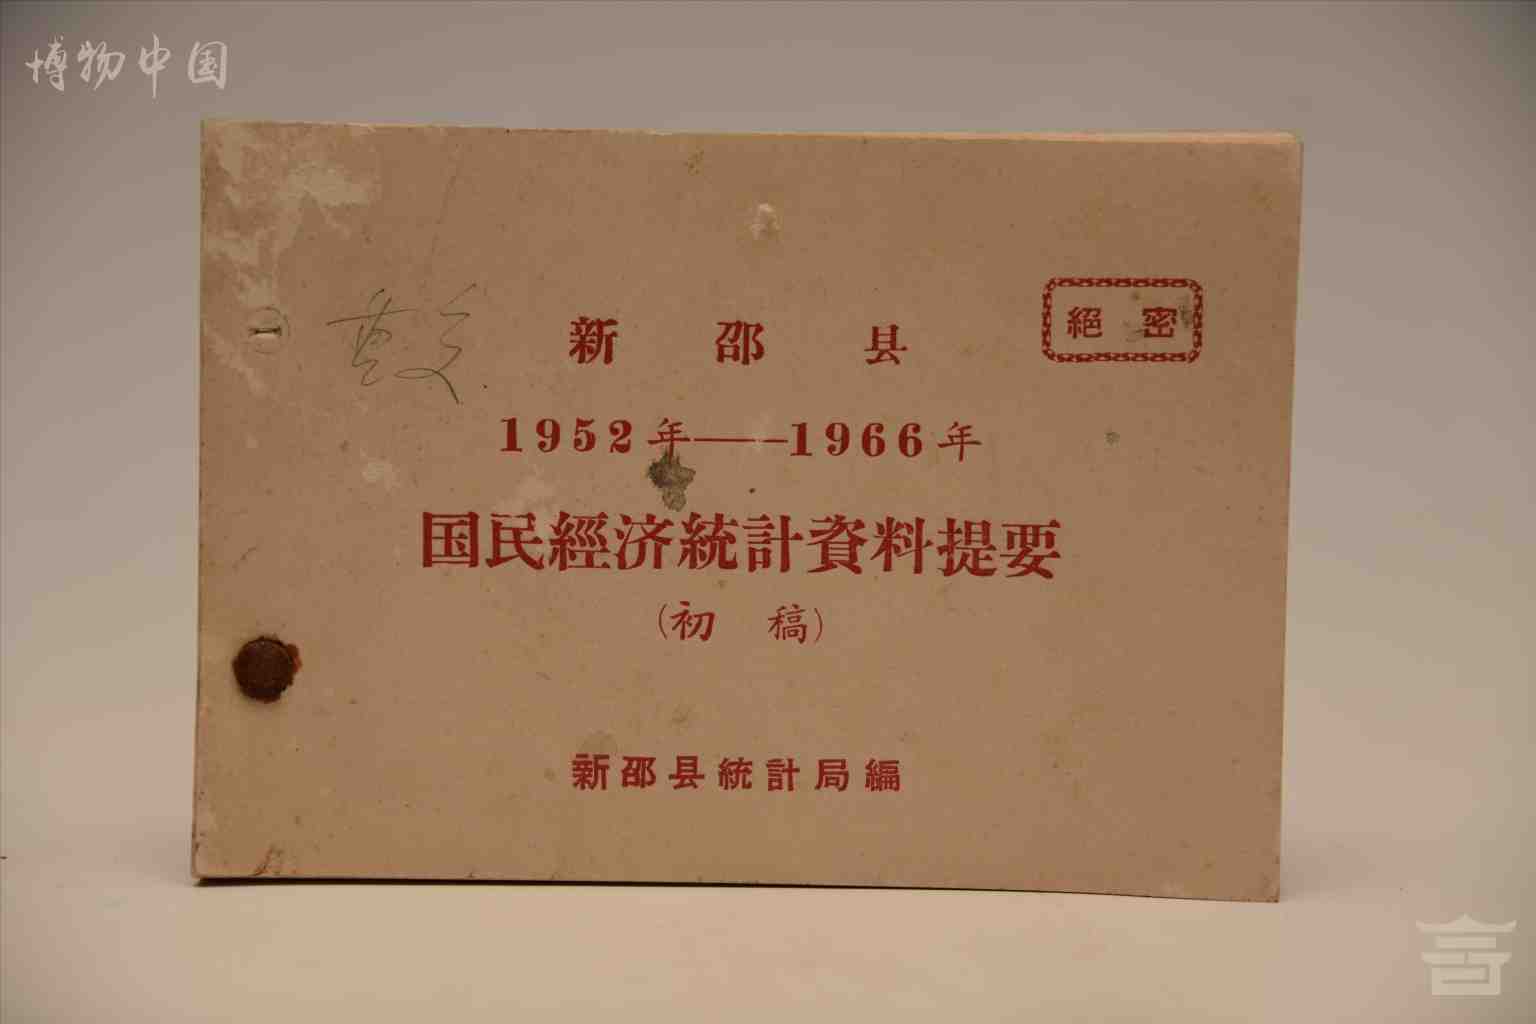 博物中国
新邵县
絕密
1952年——1966年
国民經济統計資料提要
(初稿)
新邵县統計局編